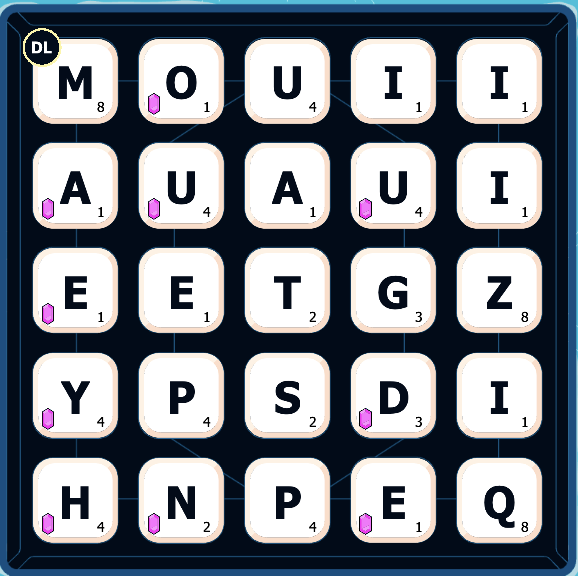 DL
M 8 O 1 U 4 I 1 I 1
A 1 U 4 A 1 U 4 I 1
E 1 E 1 T 2 G 3 Z 8
Y 4 P 4 S 2 D 3 I 1
H 4 N 2 P 4 E 1 Q 8